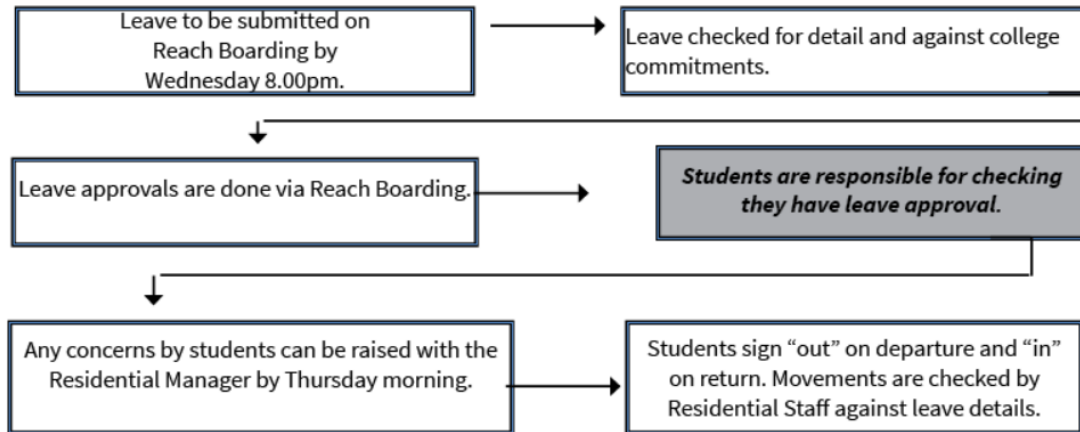 Leave to be submitted on
Reach Boarding by
Wednesday 8.00pm.
Leave checked for detail and against college
commitments.
Leave approvals are done via Reach Boarding.
Students are responsible for checking
they have leave approval.
Any concerns by students can be raised with the
Residential Manager by Thursday morning.
Students sign “out” on departure and “in”
on return. Movements are checked by
Residential Staff against leave details.